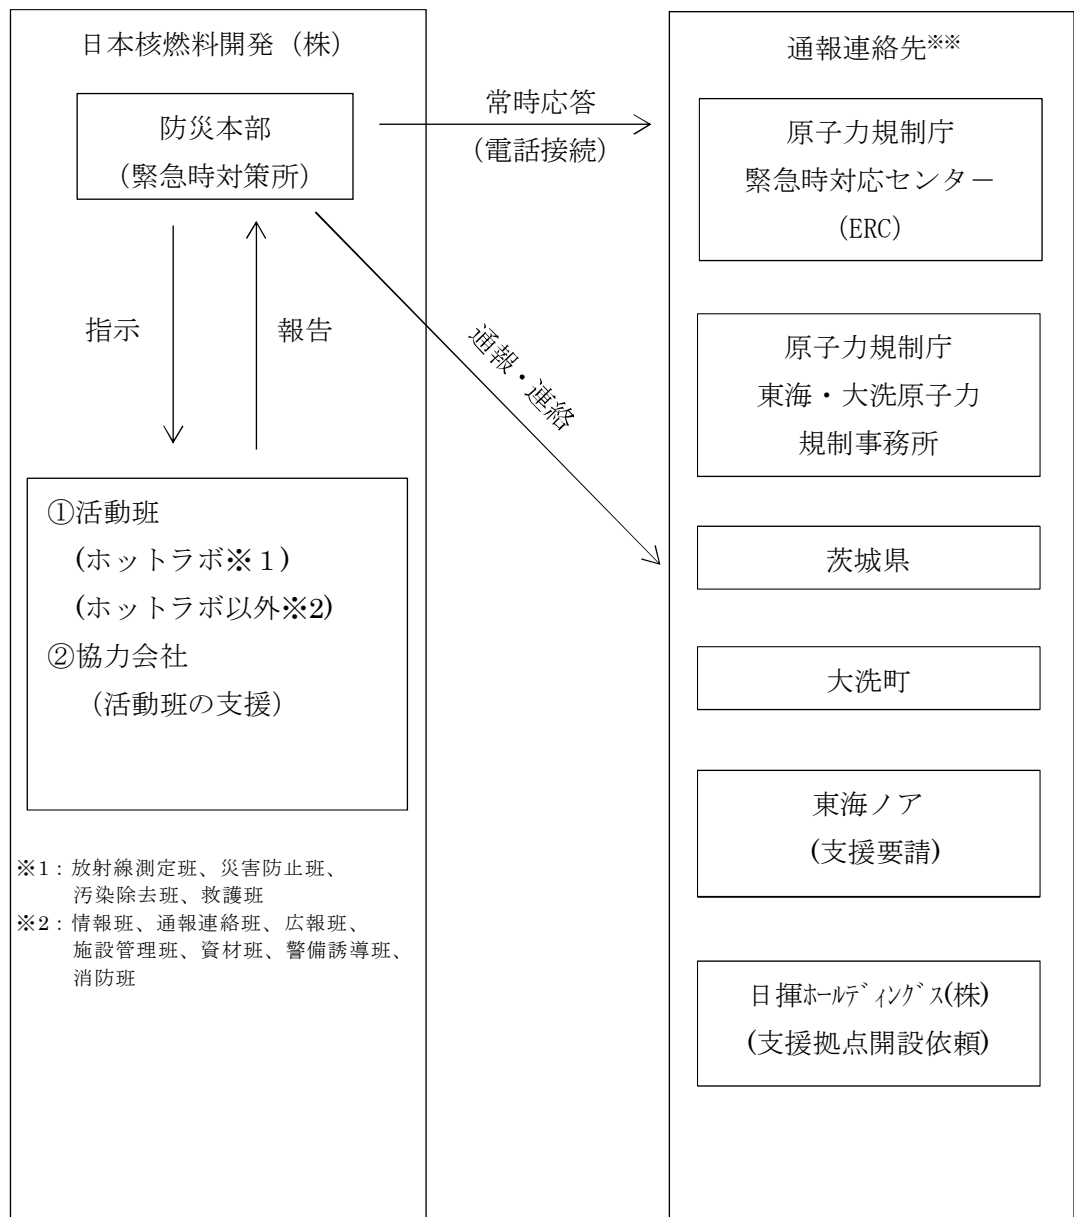 日本核燃料開発（株）
防災本部
（緊急時対策所）
指示
報告
①活動班
(ホットラボ※１)
(ホットラボ以外※2)
②協力会社
（活動班の支援）
※1：放射線測定班、災害防止班、
汚染除去班、救護班
※2：情報班、通報連絡班、広報班、
施設管理班、資材班、警備誘導班、
消防班
常時応答
（電話接続）
通報・連絡
通報連絡先※※
原子力規制庁
緊急時対応センター
（ERC）
原子力規制庁
東海・大洗原子力
規制事務所
茨城県
大洗町
東海ノア
(支援要請)
日揮ﾎｰﾙﾃﾞｨﾝｸﾞｽ(株)
(支援拠点開設依頼)